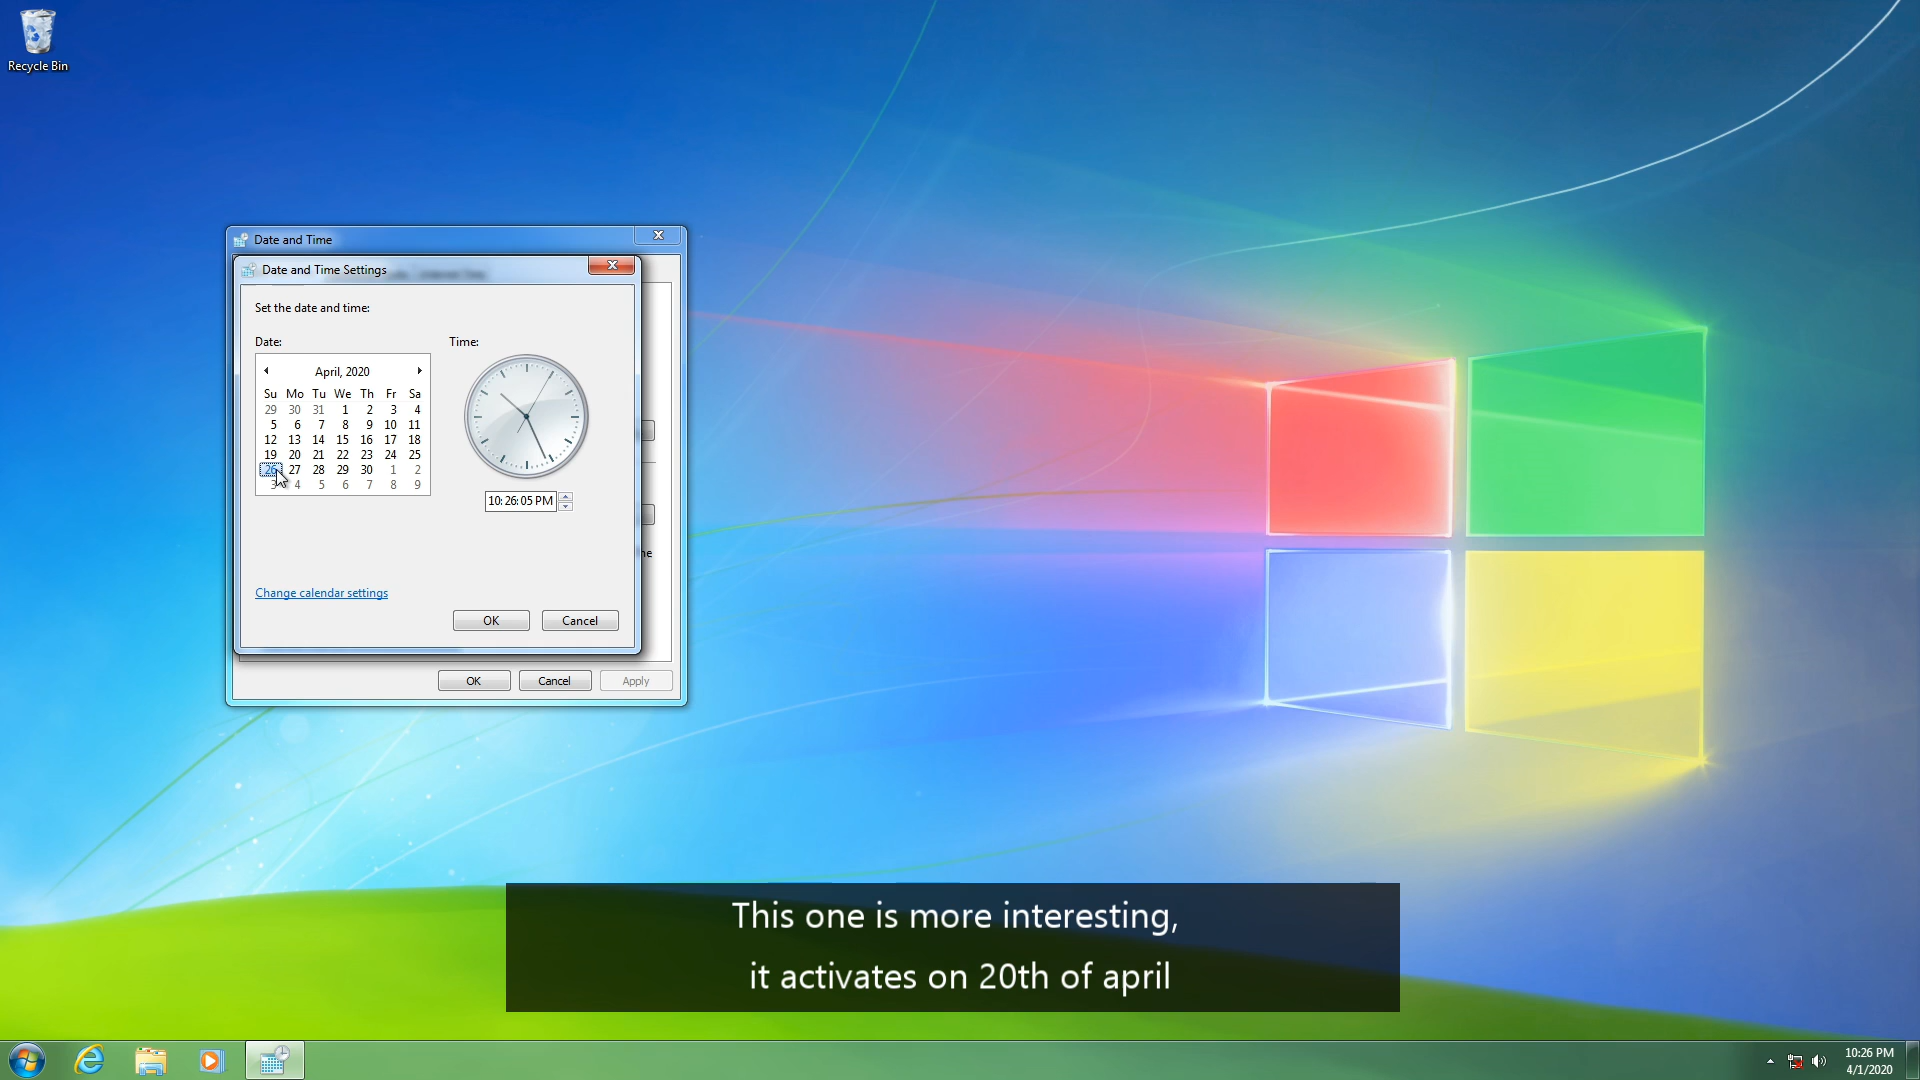 Recycle Bin
Date and Time
Date and Time Settings
Set the date and time:
Date:
Time:
April, 2020
Su Mo Tu We Th Fr Sa
29 30 31 1 2 3 4
5 6 7 8 9 10 11
12 13 14 15 16 17 18
19 20 21 22 23 24 25
26 27 28 29 30 1 2
3 4 5 6 7 8 9
10:26:05 PM
Change calendar settings
OK Cancel
OK Cancel Apply
This one is more interesting,
it activates on 20th of april
10:26 PM
4/1/2020